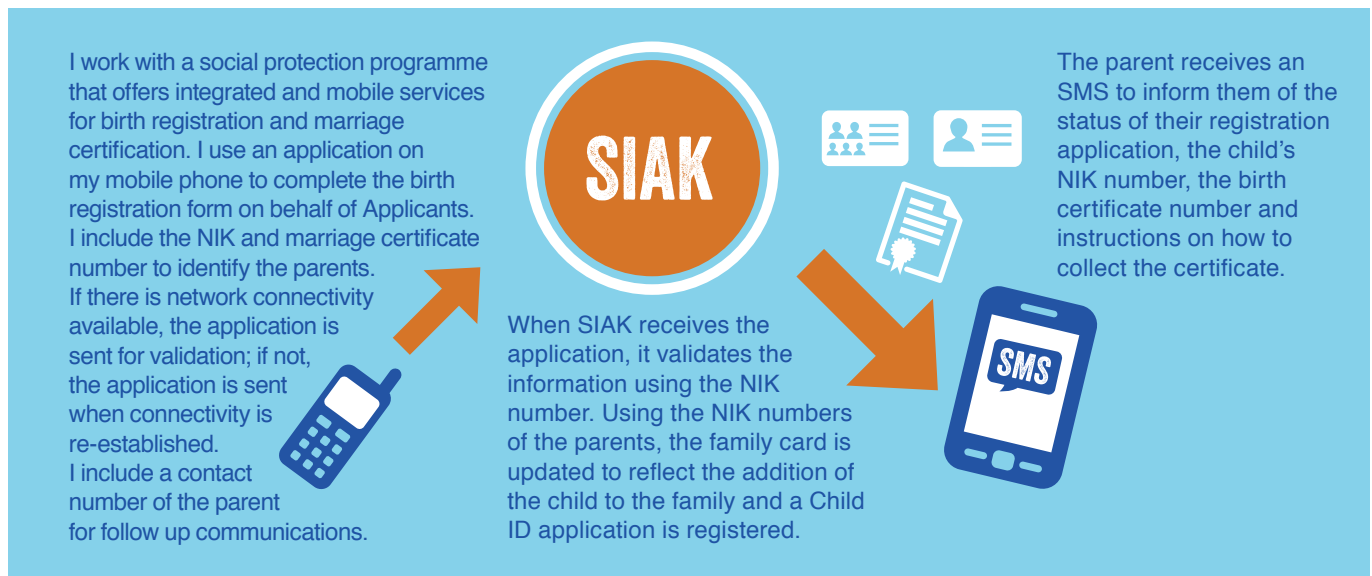 I work with a social protection programme
that offers integrated and mobile services
for birth registration and marriage
certification. I use an application on
my mobile phone to complete the birth
registration form on behalf of Applicants.
I include the NIK and marriage certificate
number to identify the parents.
If there is network connectivity
available, the application is
sent for validation; if not,
the application is sent
when connectivity is
re-established.
I include a contact
number of the parent
for follow up communications.
SIAK
When SIAK receives the
application, it validates the
information using the NIK
number. Using the NIK numbers
of the parents, the family card is
updated to reflect the addition of
the child to the family and a Child
ID application is registered.
The parent receives an
SMS to inform them of the
status of their registration
application, the child’s
NIK number, the birth
certificate number and
instructions on how to
collect the certificate.
SMS